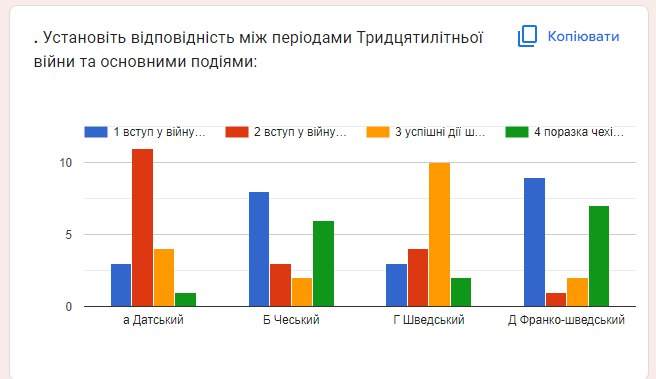 . Установіть відповідність між періодами Тридцятилітньої
війни та основними подіями:
Копіювати
1 вступ у війну…
2 вступ у війну…
3 успішні дії ш…
4 поразка чехі…
10
5
0
а Датський
Б Чеський
Г Шведський
Д Франко-шведський